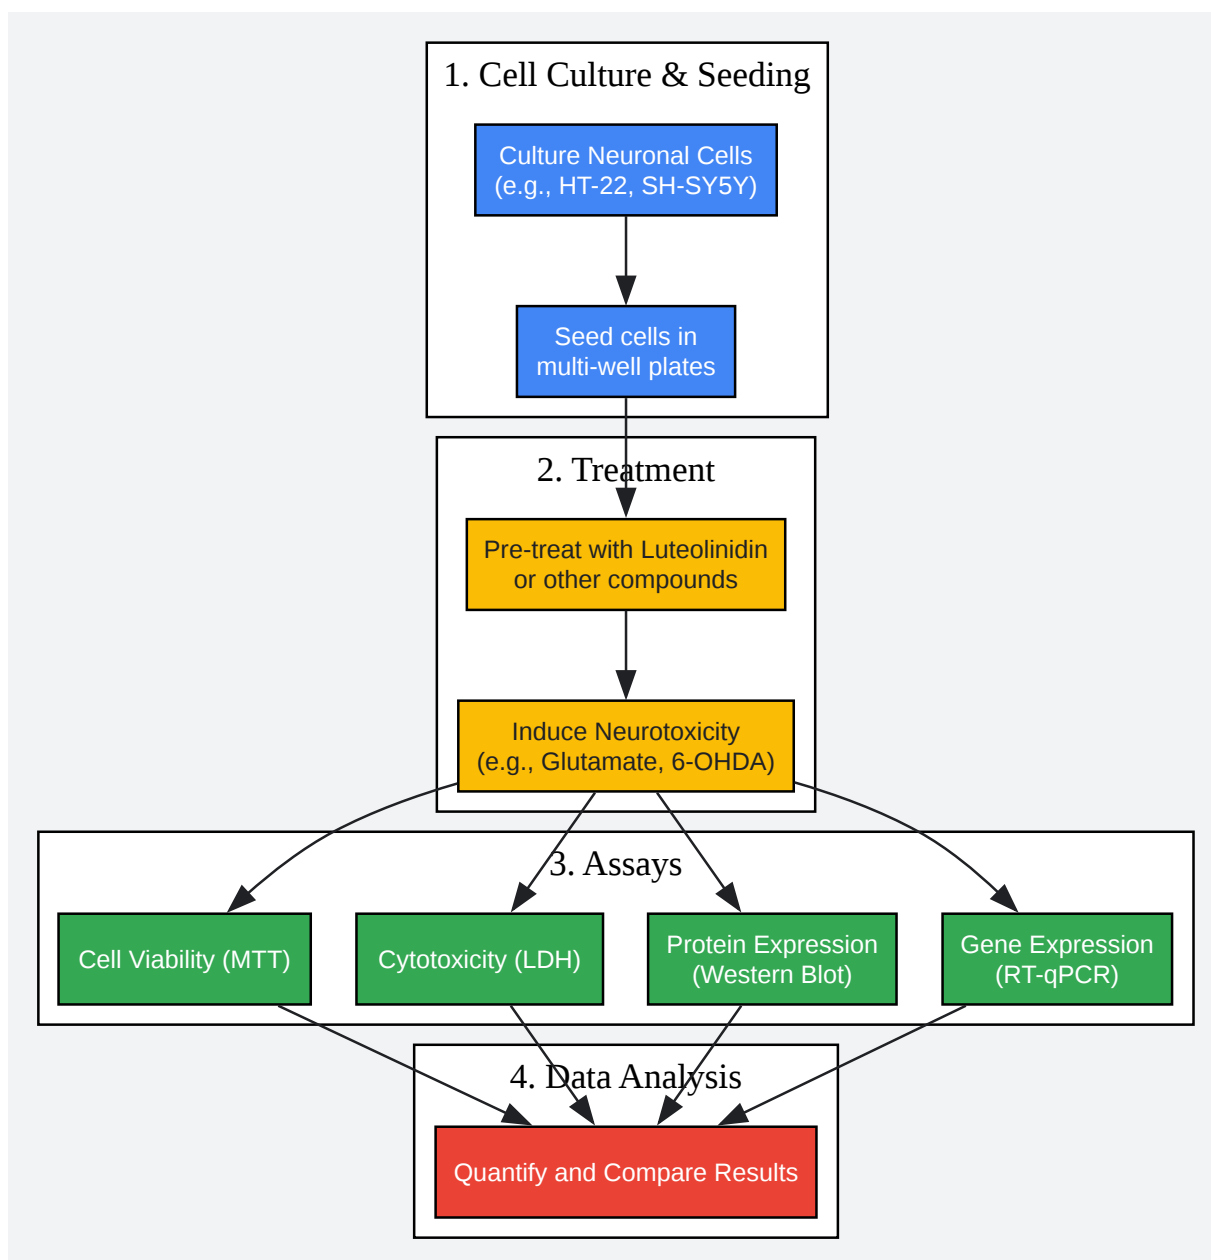 1. Cell Culture & Seeding
Culture Neuronal Cells
(e.g., HT-22, SH-SY5Y)
Seed cells in
multi-well plates
2. Treatment
Pre-treat with Luteolinidin
or other compounds
Induce Neurotoxicity
(e.g., Glutamate, 6-OHDA)
3. Assays
Cell Viability (MTT)
Cytotoxicity (LDH)
Protein Expression
(Western Blot)
Gene Expression
(RT-qPCR)
4. Data Analysis
Quantify and Compare Results